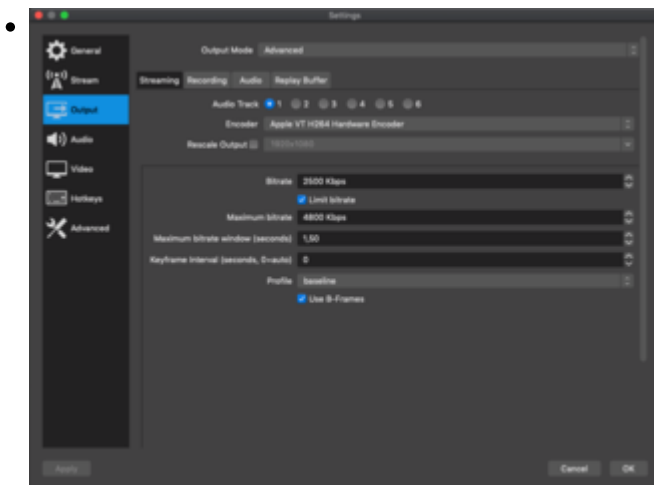 Settings
General
Output Mode Advanced
Stream
Streaming Recording Audio Replay Buffer
Output
Audio Track 1 2 3 4 5 6
Encoder Apple VT H264 Hardware Encoder
Audio
Rescale Output
Video
Bitrate 2500 Kbps
Limit bitrate
Hotkeys
Maximum bitrate 4800 Kbps
Advanced
Maximum bitrate window (seconds) 1,50
Keyframe Interval (seconds, 0=auto) 0
Profile baseline
Use B-Frames
Apply
Cancel OK